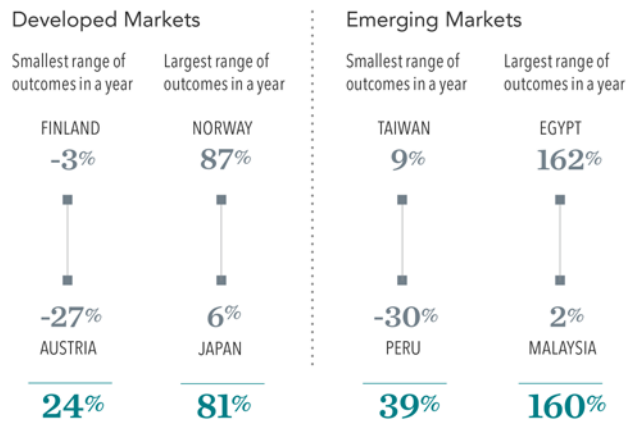 Developed Markets
Smallest range of
outcomes in a year
FINLAND
-3%
-27%
AUSTRIA
24%
Largest range of
outcomes in a year
NORWAY
87%
6%
JAPAN
81%
Emerging Markets
Smallest range of
outcomes in a year
TAIWAN
9%
-30%
PERU
39%
Largest range of
outcomes in a year
EGYPT
162%
2%
MALAYSIA
160%